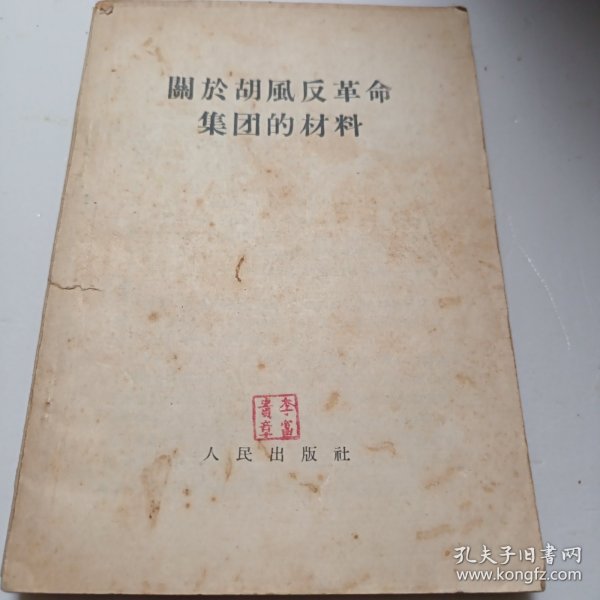 關於胡風反革命
集团的材料
李富
貴章
人民出版社
孔夫子旧书网
www.kongfz.com